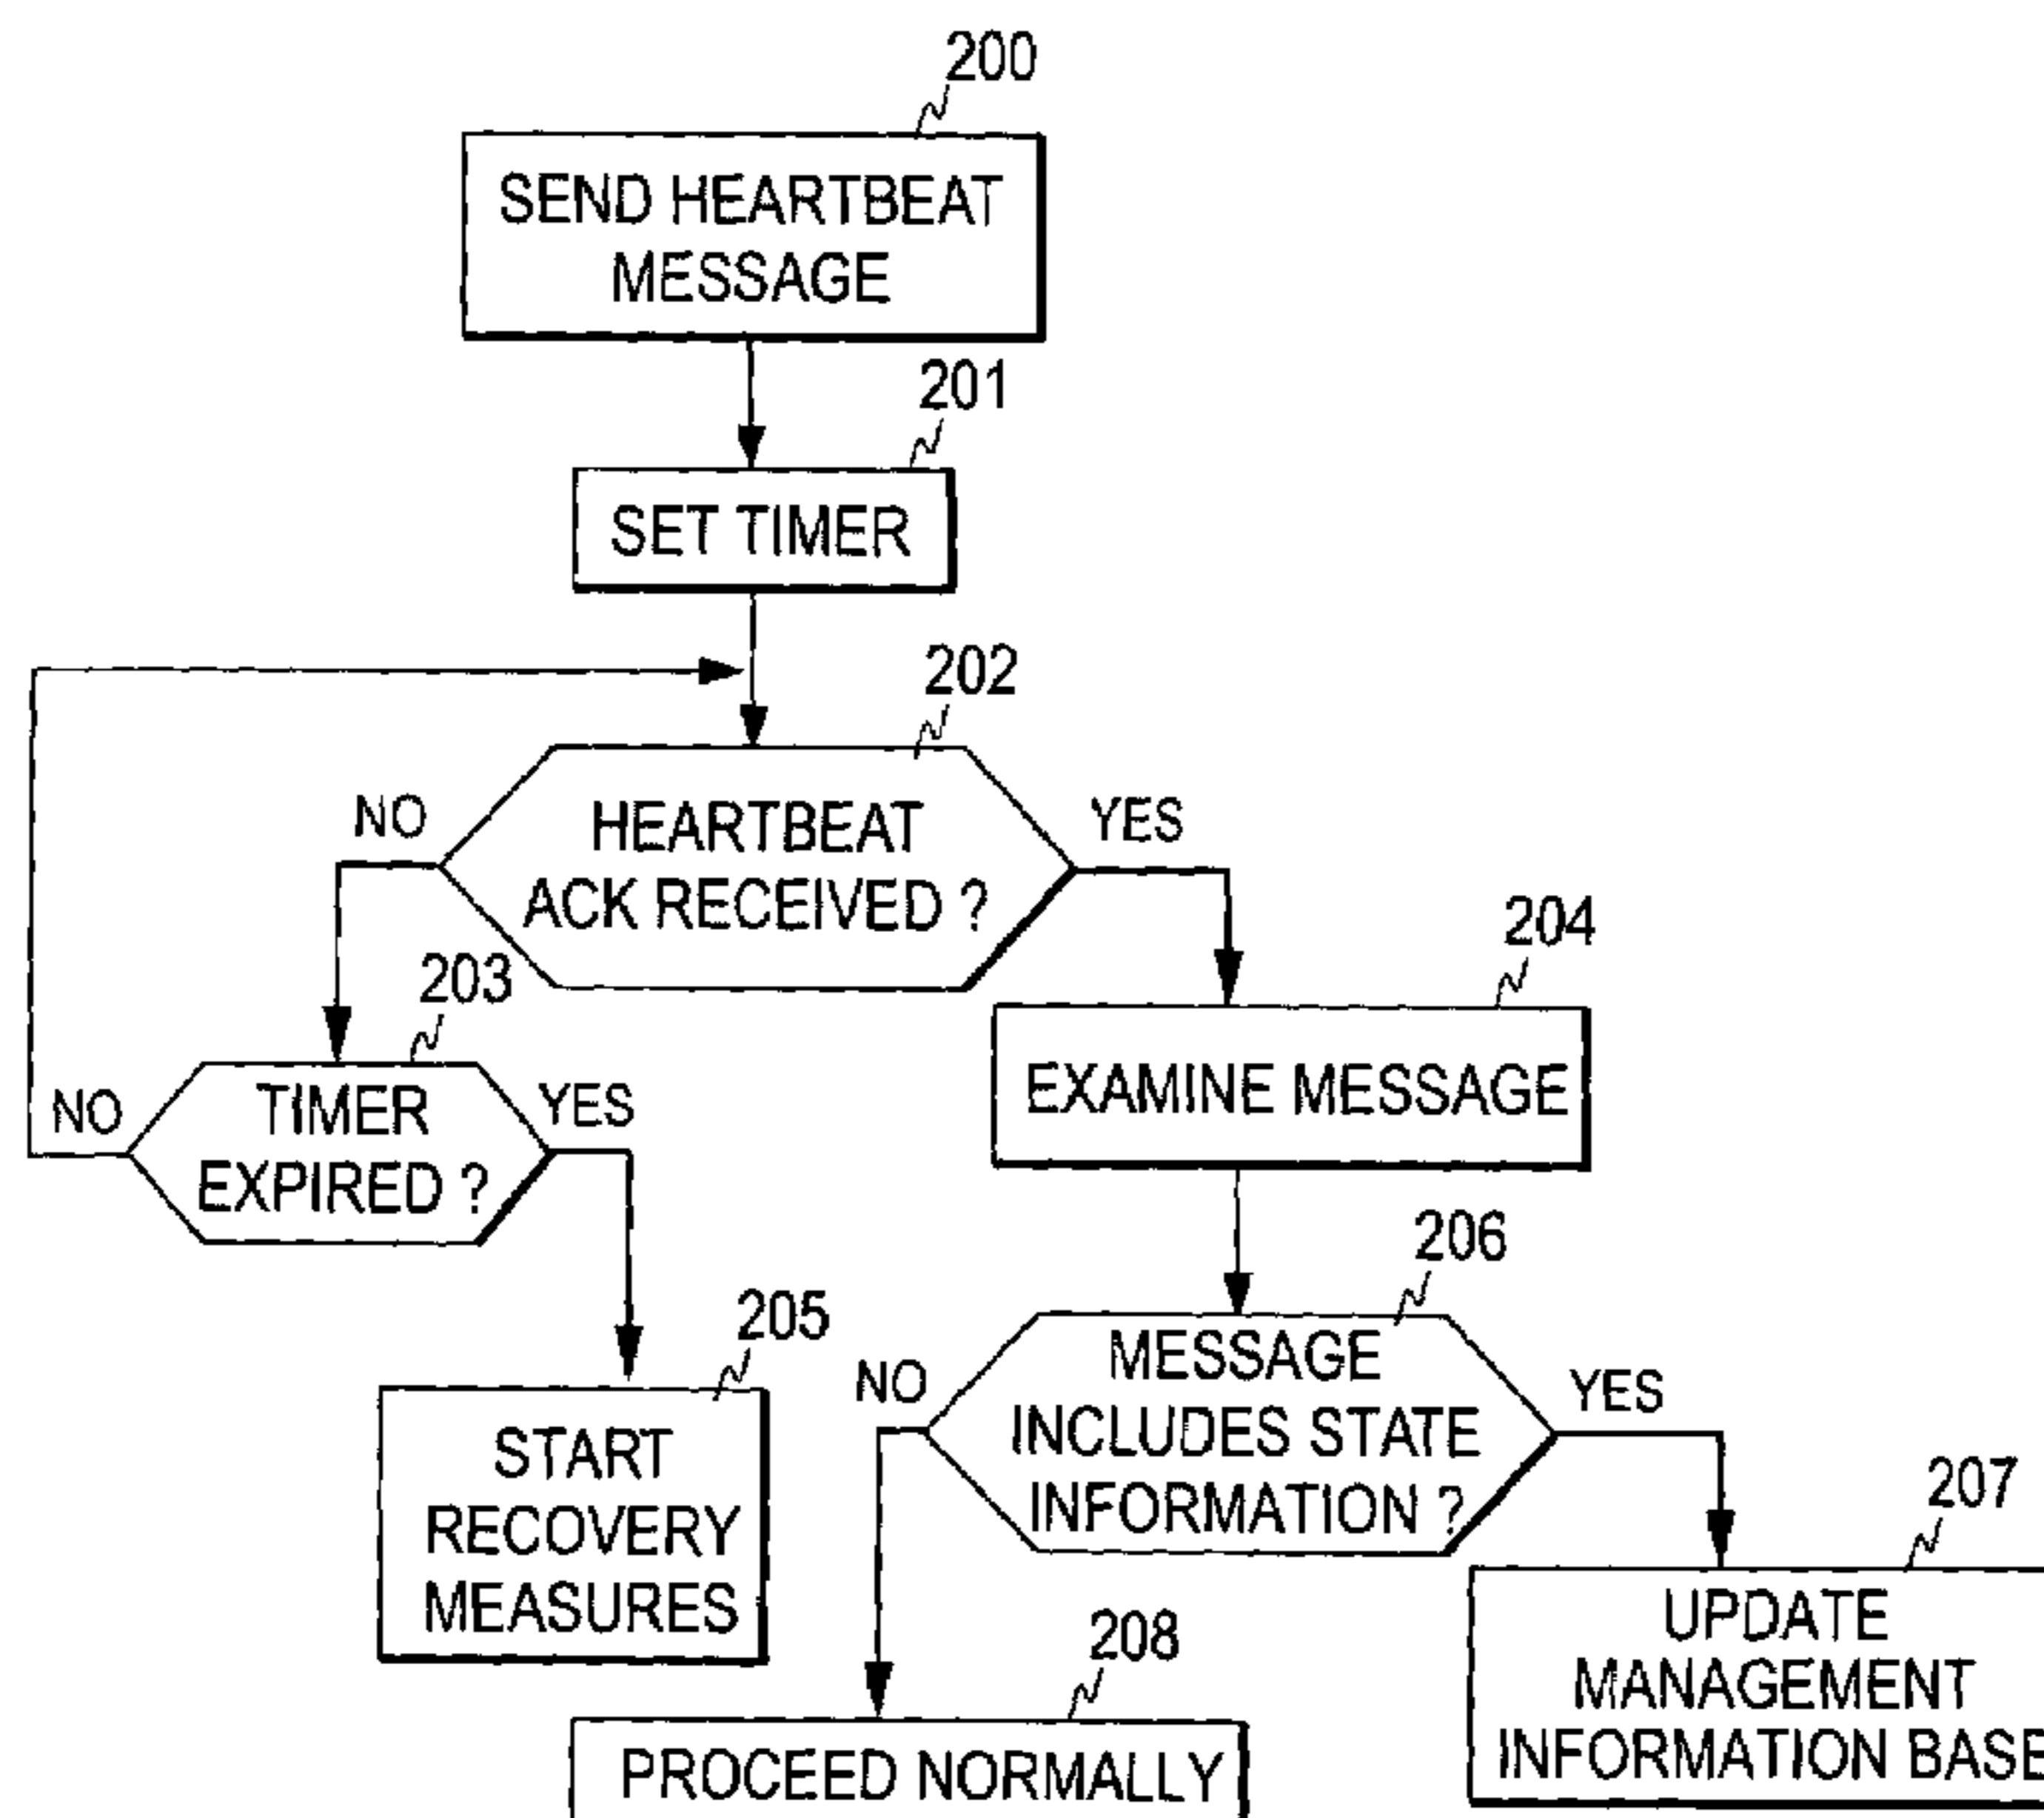 200
SEND HEARTBEAT
MESSAGE
201
SET TIMER
202
NO
HEARTBEAT
ACK RECEIVED ?
YES
203
204
NO
TIMER
EXPIRED ?
YES
EXAMINE MESSAGE
206
205
START
RECOVERY
MEASURES
NO
MESSAGE
INCLUDES STATE
INFORMATION ?
YES
207
208
PROCEED NORMALLY
UPDATE
MANAGEMENT
INFORMATION BASE